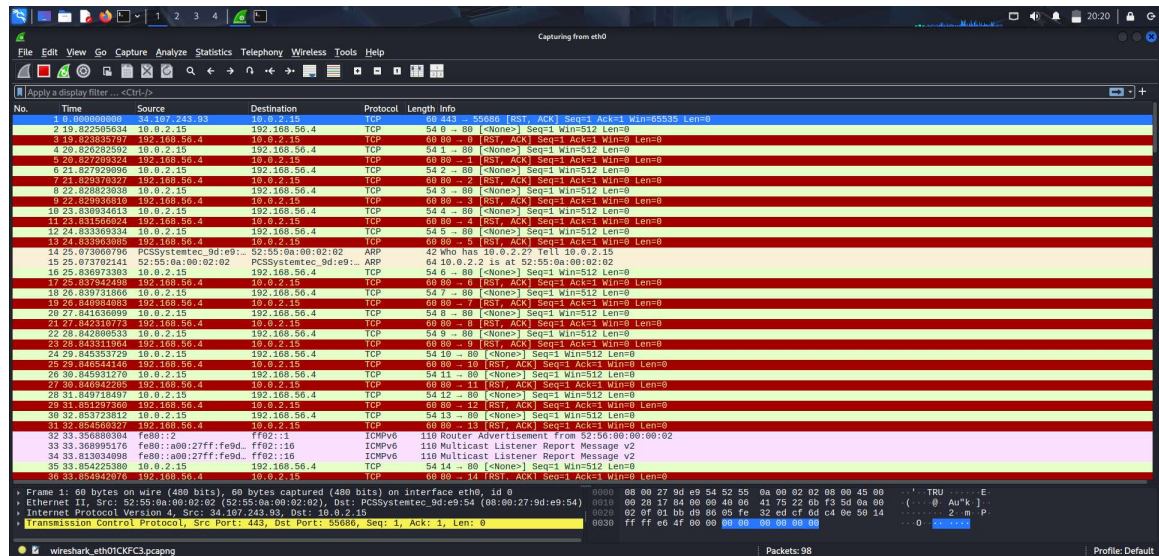 1 2 3 4
20:20
Capturing from eth0
File Edit View Go Capture Analyze Statistics Telephony Wireless Tools Help
Apply a display filter ... <Ctrl-/>
No. Time Source Destination Protocol Length Info
1 0.000000000 34.107.243.93 10.0.2.15 TCP 60 443 → 55686 [RST, ACK] Seq=1 Ack=1 Win=65535 Len=0
2 19.822505634 10.0.2.15 192.168.56.4 TCP 54 0 → 80 [<None>] Seq=1 Win=512 Len=0
3 19.823835797 192.168.56.4 10.0.2.15 TCP 60 80 → 0 [RST, ACK] Seq=1 Ack=1 Win=0 Len=0
4 20.826282592 10.0.2.15 192.168.56.4 TCP 54 1 → 80 [<None>] Seq=1 Win=512 Len=0
5 20.827209324 192.168.56.4 10.0.2.15 TCP 60 80 → 1 [RST, ACK] Seq=1 Ack=1 Win=0 Len=0
6 21.827929096 10.0.2.15 192.168.56.4 TCP 54 2 → 80 [<None>] Seq=1 Win=512 Len=0
7 21.829370327 192.168.56.4 10.0.2.15 TCP 60 80 → 2 [RST, ACK] Seq=1 Ack=1 Win=0 Len=0
8 22.828823038 10.0.2.15 192.168.56.4 TCP 54 3 → 80 [<None>] Seq=1 Win=512 Len=0
9 22.829936810 192.168.56.4 10.0.2.15 TCP 60 80 → 3 [RST, ACK] Seq=1 Ack=1 Win=0 Len=0
10 23.830934613 10.0.2.15 192.168.56.4 TCP 54 4 → 80 [<None>] Seq=1 Win=512 Len=0
11 23.831566024 192.168.56.4 10.0.2.15 TCP 60 80 → 4 [RST, ACK] Seq=1 Ack=1 Win=0 Len=0
12 24.833369334 10.0.2.15 192.168.56.4 TCP 54 5 → 80 [<None>] Seq=1 Win=512 Len=0
13 24.833963085 192.168.56.4 10.0.2.15 TCP 60 80 → 5 [RST, ACK] Seq=1 Ack=1 Win=0 Len=0
14 25.073060796 PCSSystemtec_9d:e9:… 52:55:0a:00:02:02 ARP 42 Who has 10.0.2.2? Tell 10.0.2.15
15 25.073702141 52:55:0a:00:02:02 PCSSystemtec_9d:e9:… ARP 64 10.0.2.2 is at 52:55:0a:00:02:02
16 25.836973303 10.0.2.15 192.168.56.4 TCP 54 6 → 80 [<None>] Seq=1 Win=512 Len=0
17 25.837942498 192.168.56.4 10.0.2.15 TCP 60 80 → 6 [RST, ACK] Seq=1 Ack=1 Win=0 Len=0
18 26.839731866 10.0.2.15 192.168.56.4 TCP 54 7 → 80 [<None>] Seq=1 Win=512 Len=0
19 26.840984083 192.168.56.4 10.0.2.15 TCP 60 80 → 7 [RST, ACK] Seq=1 Ack=1 Win=0 Len=0
20 27.841636099 10.0.2.15 192.168.56.4 TCP 54 8 → 80 [<None>] Seq=1 Win=512 Len=0
21 27.842310773 192.168.56.4 10.0.2.15 TCP 60 80 → 8 [RST, ACK] Seq=1 Ack=1 Win=0 Len=0
22 28.842800533 10.0.2.15 192.168.56.4 TCP 54 9 → 80 [<None>] Seq=1 Win=512 Len=0
23 28.843311964 192.168.56.4 10.0.2.15 TCP 60 80 → 9 [RST, ACK] Seq=1 Ack=1 Win=0 Len=0
24 29.845353729 10.0.2.15 192.168.56.4 TCP 54 10 → 80 [<None>] Seq=1 Win=512 Len=0
25 29.846544146 192.168.56.4 10.0.2.15 TCP 60 80 → 10 [RST, ACK] Seq=1 Ack=1 Win=0 Len=0
26 30.845931270 10.0.2.15 192.168.56.4 TCP 54 11 → 80 [<None>] Seq=1 Win=512 Len=0
27 30.846942205 192.168.56.4 10.0.2.15 TCP 60 80 → 11 [RST, ACK] Seq=1 Ack=1 Win=0 Len=0
28 31.849718497 10.0.2.15 192.168.56.4 TCP 54 12 → 80 [<None>] Seq=1 Win=512 Len=0
29 31.851297360 192.168.56.4 10.0.2.15 TCP 60 80 → 12 [RST, ACK] Seq=1 Ack=1 Win=0 Len=0
30 32.853723812 10.0.2.15 192.168.56.4 TCP 54 13 → 80 [<None>] Seq=1 Win=512 Len=0
31 32.854560327 192.168.56.4 10.0.2.15 TCP 60 80 → 13 [RST, ACK] Seq=1 Ack=1 Win=0 Len=0
32 33.356880304 fe80::2 ff02::1 ICMPv6 110 Router Advertisement from 52:56:00:00:00:02
33 33.368995176 fe80::a00:27ff:fe9d… ff02::16 ICMPv6 110 Multicast Listener Report Message v2
34 33.813034098 fe80::a00:27ff:fe9d… ff02::16 ICMPv6 110 Multicast Listener Report Message v2
35 33.854225380 10.0.2.15 192.168.56.4 TCP 54 14 → 80 [<None>] Seq=1 Win=512 Len=0
36 33.854942076 192.168.56.4 10.0.2.15 TCP 60 80 → 14 [RST, ACK] Seq=1 Ack=1 Win=0 Len=0
Frame 1: 60 bytes on wire (480 bits), 60 bytes captured (480 bits) on interface eth0, id 0
Ethernet II, Src: 52:55:0a:00:02:02 (52:55:0a:00:02:02), Dst: PCSSystemtec_9d:e9:54 (08:00:27:9d:e9:54)
Internet Protocol Version 4, Src: 34.107.243.93, Dst: 10.0.2.15
Transmission Control Protocol, Src Port: 443, Dst Port: 55686, Seq: 1, Ack: 1, Len: 0
0000 08 00 27 9d e9 54 52 55 0a 00 02 02 08 00 45 00 ··'··TRU ······E·
0010 00 28 17 84 00 00 40 06 41 75 22 6b f3 5d 0a 00
0020 02 0f 01 bb d9 86 05 fe 32 ed cf 6d c4 0e 50 14
0030 ff ff e6 4f 00 00 00 00 00 00 00 00
wireshark_eth01CKFC3.pcapng
Packets: 98
Profile: Default